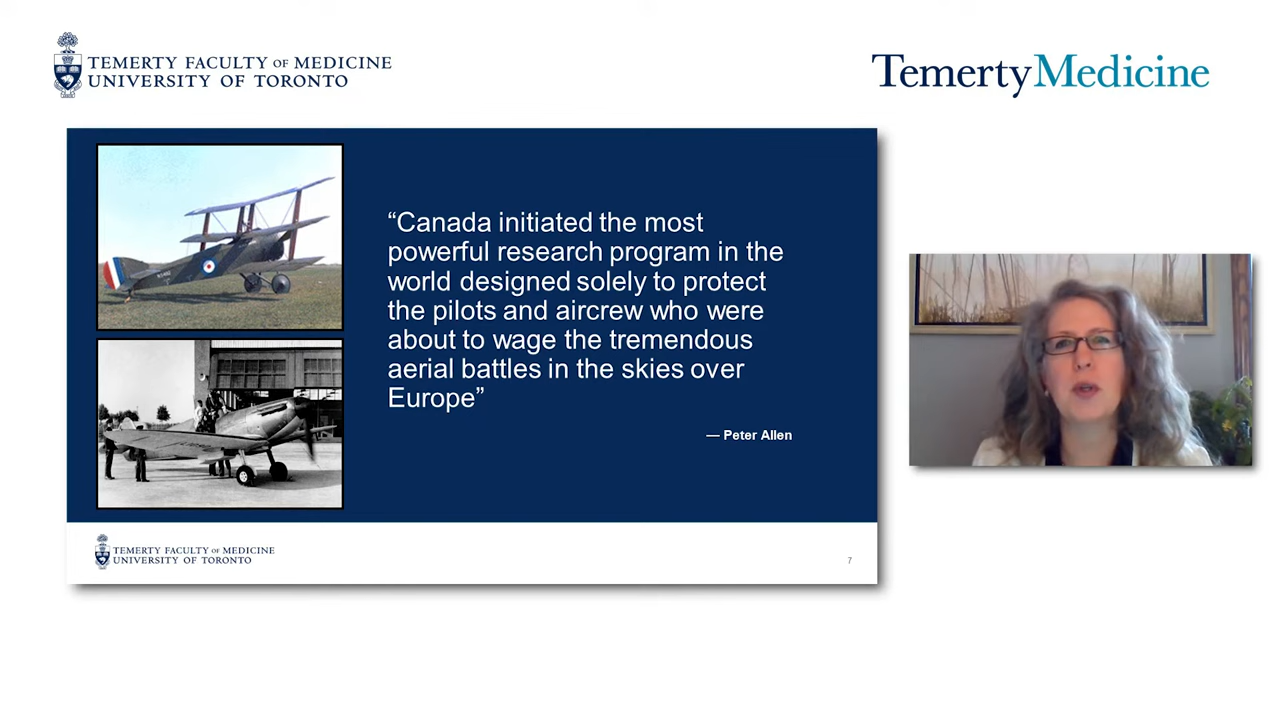 TEMERTY FACULTY OF MEDICINE
UNIVERSITY OF TORONTO
TemertyMedicine
“Canada initiated the most
powerful research program in the
world designed solely to protect
the pilots and aircrew who were
about to wage the tremendous
aerial battles in the skies over
Europe”
— Peter Allen
TEMERTY FACULTY OF MEDICINE
UNIVERSITY OF TORONTO
7